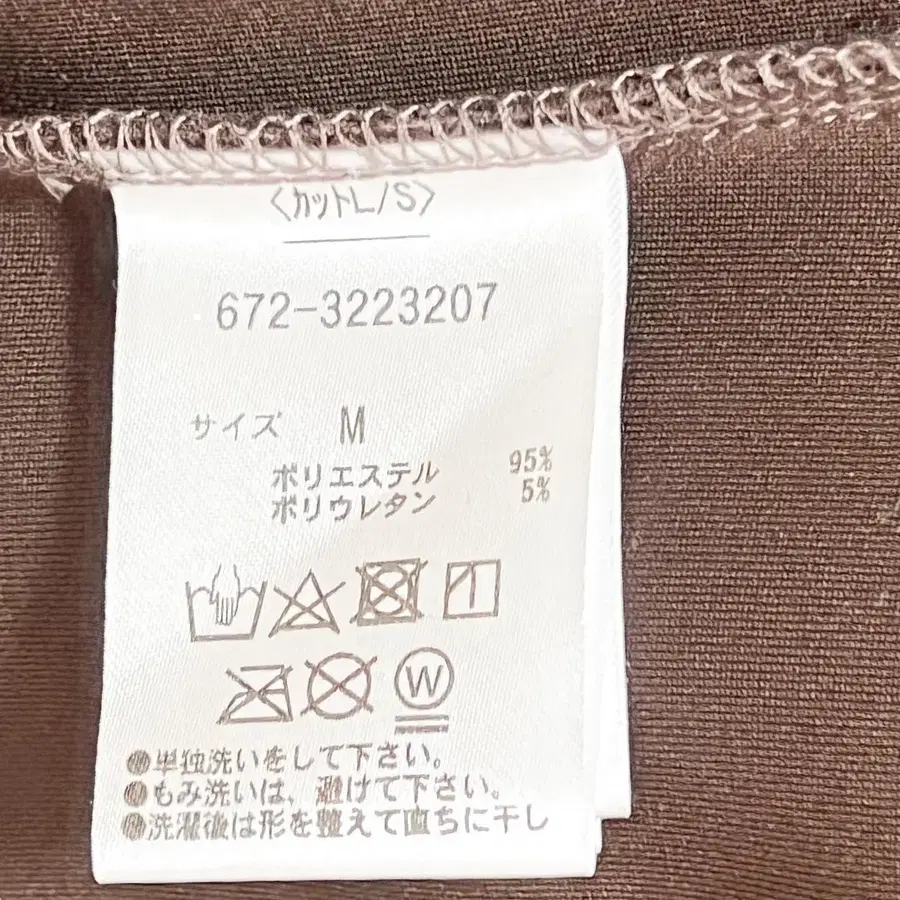 〈カットL/S〉
672-3223207
サイズ M
ポリエステル 95%
ポリウレタン 5%
W
●単独洗いをして下さい。
●もみ洗いは、避けて下さい。
●洗濯後は形を整えて直ちに干し